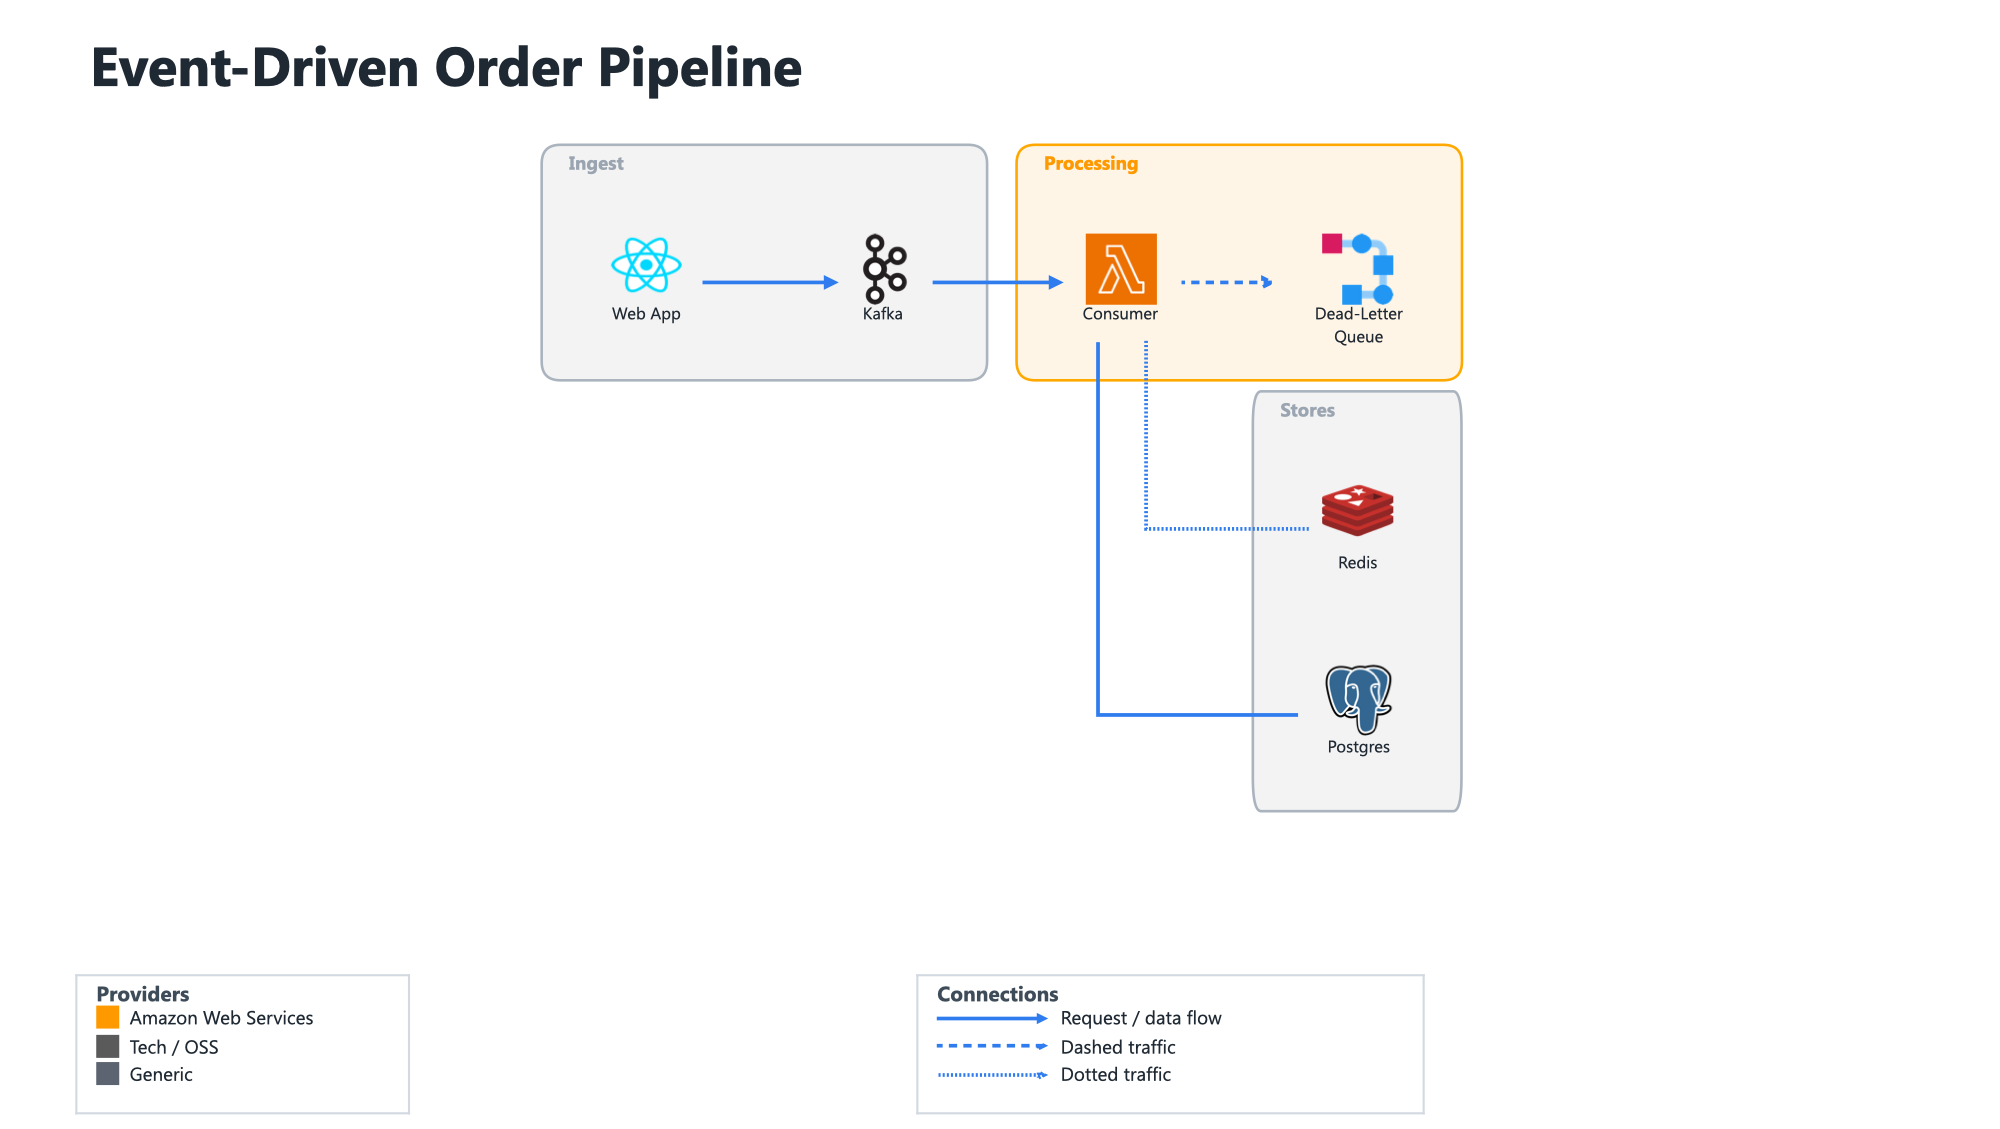 Event-Driven Order Pipeline
Ingest
Processing
Web App
Kafka
Consumer
Dead-Letter
Queue
Stores
Redis
Postgres
Providers
Amazon Web Services
Tech / OSS
Generic
Connections
Request / data flow
Dashed traffic
Dotted traffic